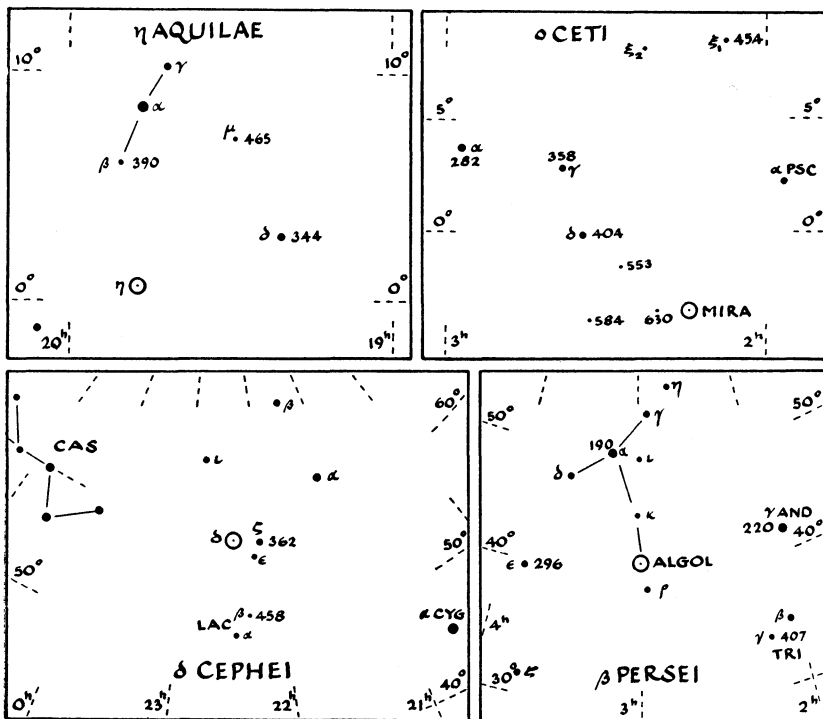 η AQUILAE
10° 10°
γ
α
μ
465
β 390
δ 344
η
0° 0°
20ʰ 19ʰ
ο CETI
ξ₂ ξ₁ 454
5° 5°
α
282
358
γ
α PSC
0° 0°
δ 404
553
584 630 MIRA
3ʰ 2ʰ
β 60°
CAS
ι α
δ ζ 362
ε
50° 50°
LAC β 458
α
α CYG
δ CEPHEI
0ʰ 23ʰ 22ʰ 21ʰ 40°
η
50° 50°
γ
190 α ι
δ
κ γ AND
220
40° 40°
ε 296 ALGOL
ρ
β
4ʰ
γ 407
TRI
30° ζ
β PERSEI
3ʰ 2ʰ